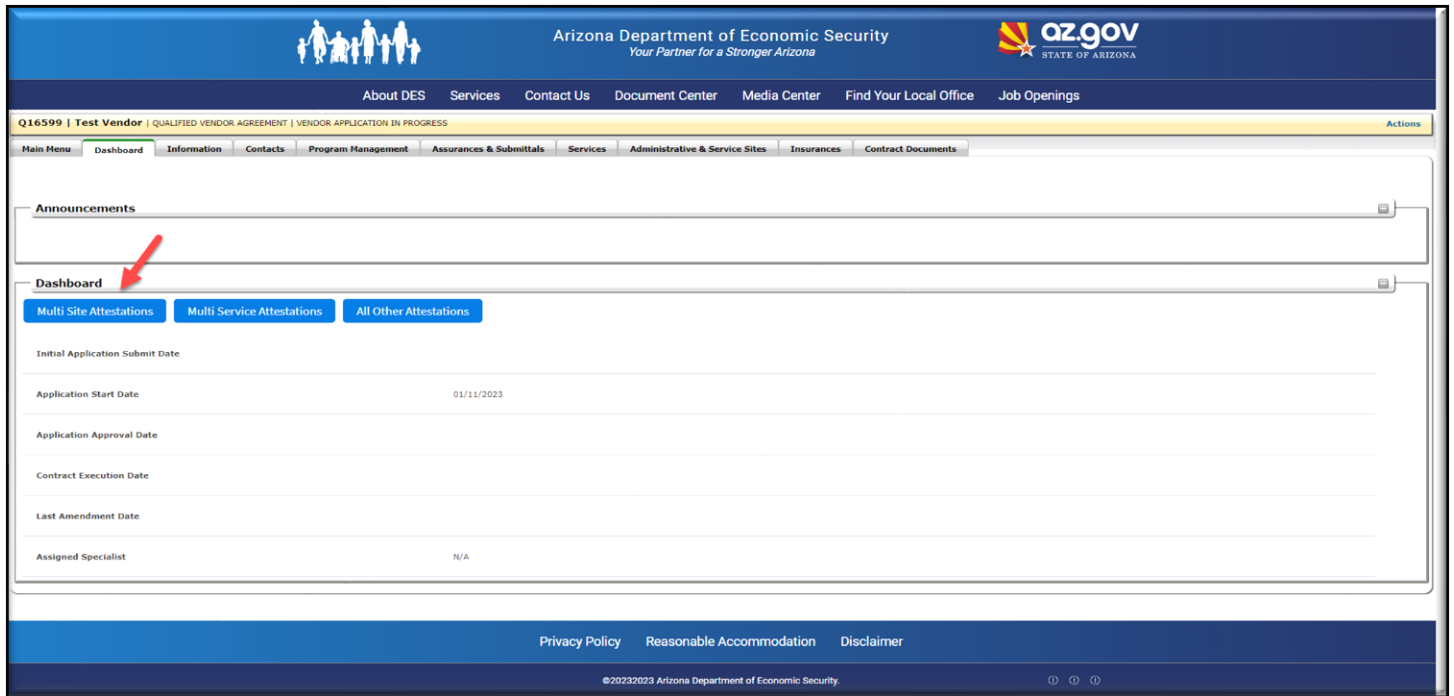 Arizona Department of Economic Security
Your Partner for a Stronger Arizona
az.gov
STATE OF ARIZONA
About DES Services Contact Us Document Center Media Center Find Your Local Office Job Openings
Q16599 | Test Vendor | QUALIFIED VENDOR AGREEMENT | VENDOR APPLICATION IN PROGRESS Actions
Main Menu Dashboard Information Contacts Program Management Assurances & Submittals Services Administrative & Service Sites Insurances Contract Documents
Announcements
Dashboard
Multi Site Attestations Multi Service Attestations All Other Attestations
Initial Application Submit Date
Application Start Date 01/11/2023
Application Approval Date
Contract Execution Date
Last Amendment Date
Assigned Specialist N/A
Privacy Policy Reasonable Accommodation Disclaimer
©20232023 Arizona Department of Economic Security.